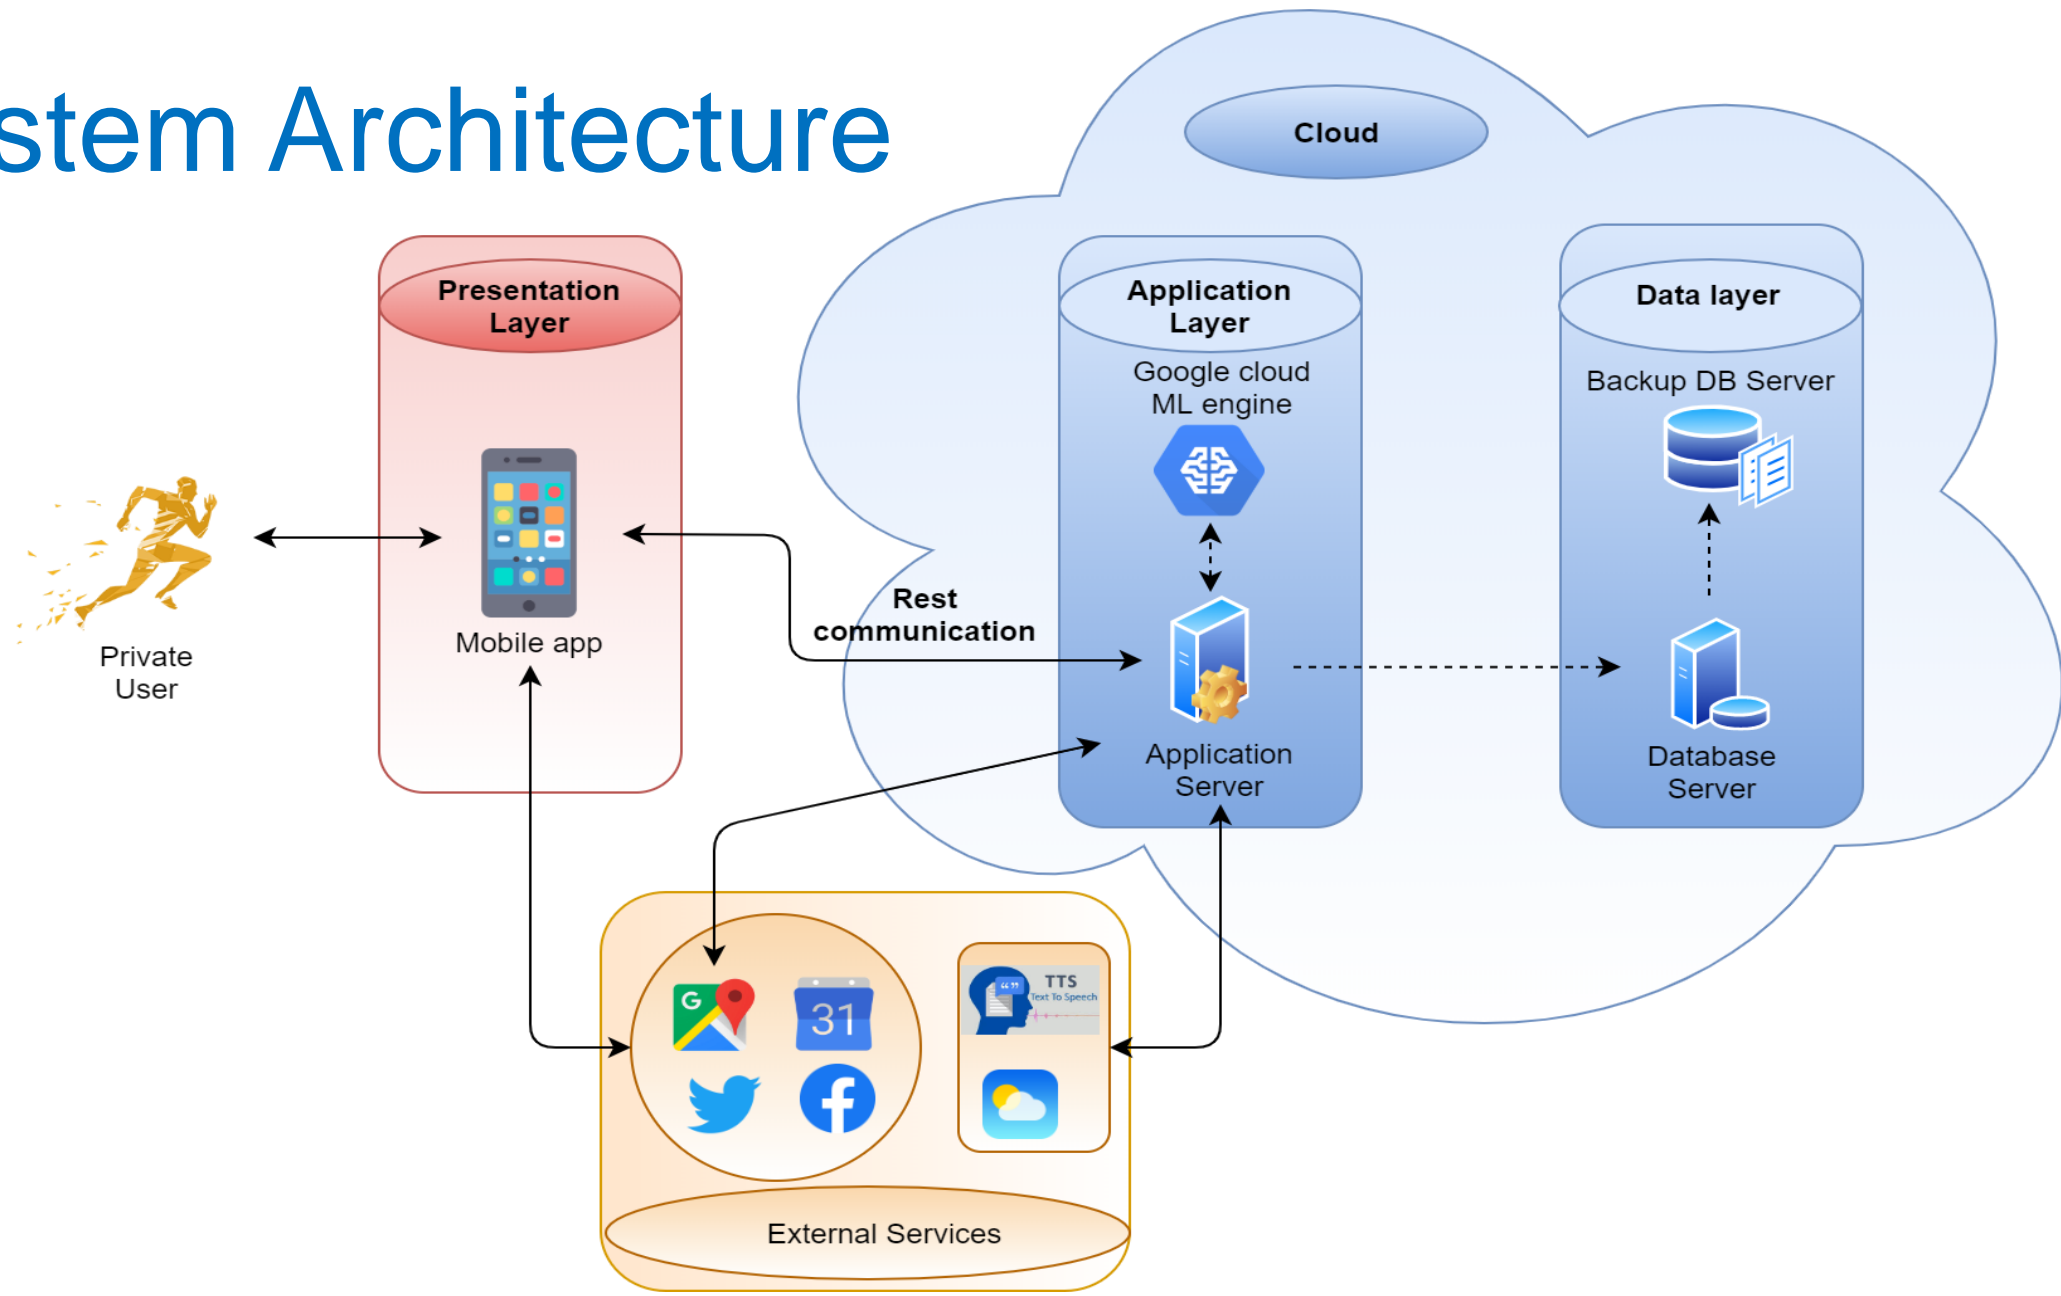 stem Architecture
Cloud
Presentation
Layer
Application
Layer
Data layer
Google cloud
ML engine
Backup DB Server
Rest
communication
Mobile app
Private
User
Application
Server
Database
Server
G
31
TTS
Text To Speech
External Services